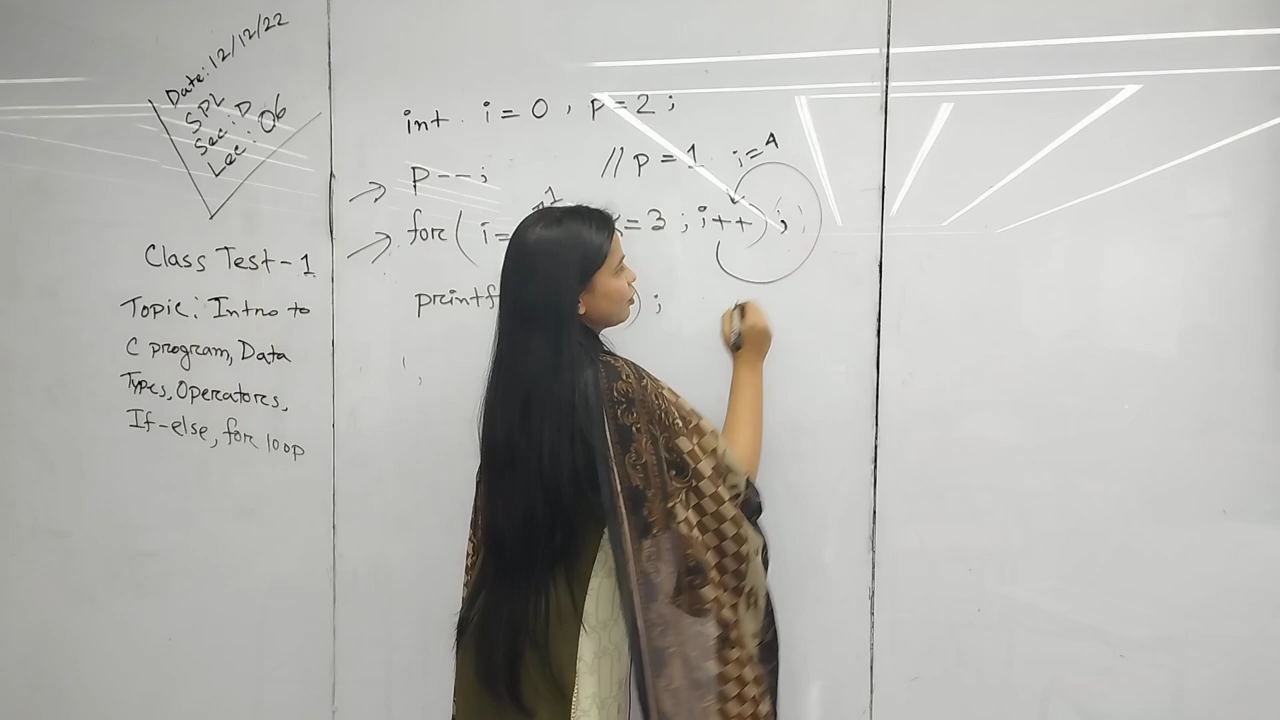 Date: 12/12/22
SPL
Sec: D
Lec: 06
Class Test-1
Topic: Intro to
C program, Data
Types, Operators,
If-else, for loop
int i = 0, p = 2;
p--; // p = 1 i = 4
for ( i = = 3 ; i++) ;
printf ) ;